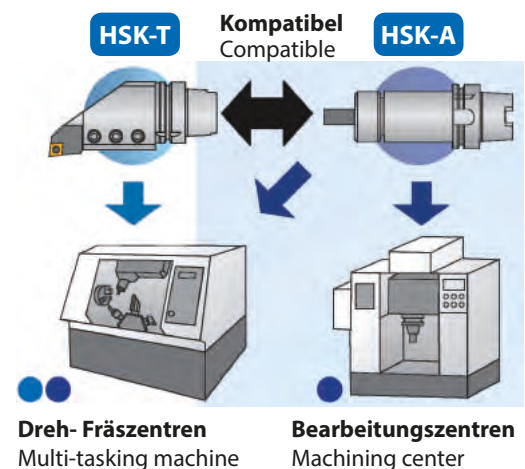 HSK-T
Kompatibel
Compatible
HSK-A
Dreh- Fräszentren
Multi-tasking machine
Bearbeitungszentren
Machining center